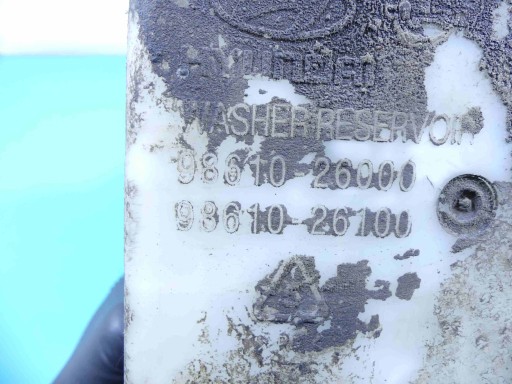 HYUNDAI
WASHER RESERVOIR
98610-26000
98610-26100